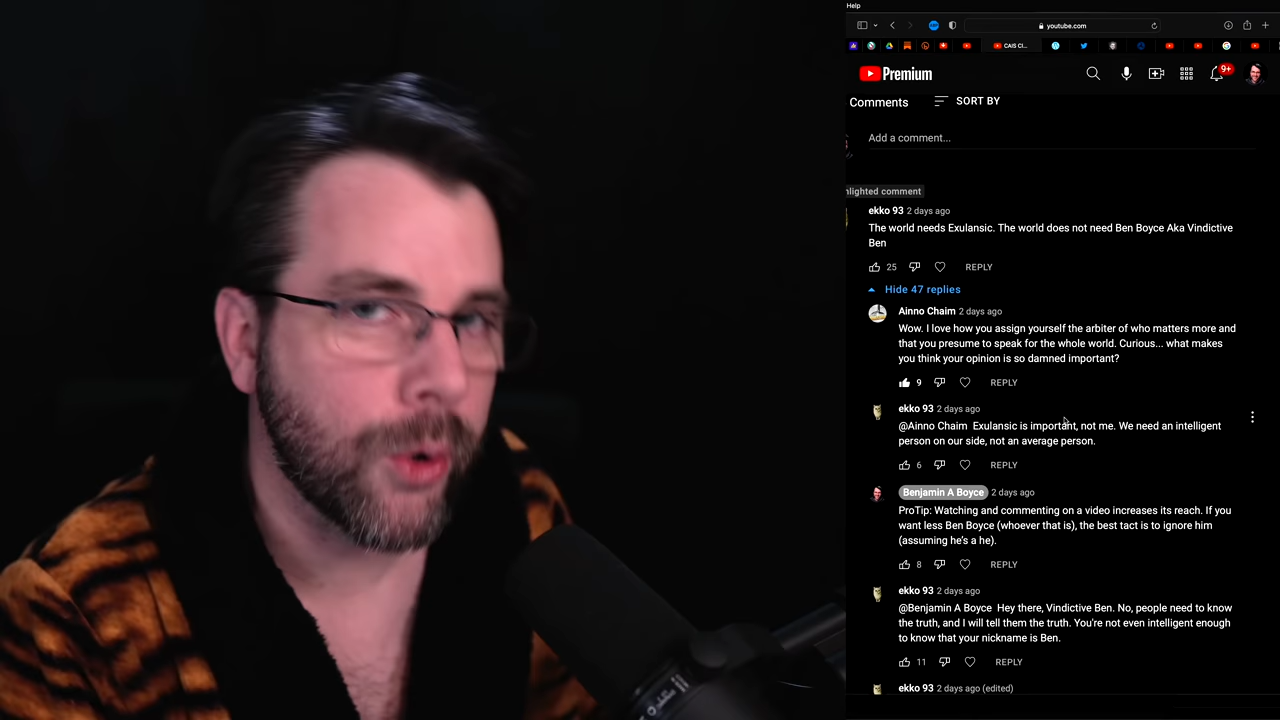 Help
youtube.com
CAIS Cl...
Premium
9+
Comments
SORT BY
Add a comment...
hlighted comment
ekko 93 2 days ago
The world needs Exulansic. The world does not need Ben Boyce Aka Vindictive
Ben
25
REPLY
Hide 47 replies
Ainno Chaim 2 days ago
Wow. I love how you assign yourself the arbiter of who matters more and
that you presume to speak for the whole world. Curious... what makes
you think your opinion is so damned important?
9
REPLY
ekko 93 2 days ago
@Ainno Chaim Exulansic is important, not me. We need an intelligent
person on our side, not an average person.
6
REPLY
Benjamin A Boyce 2 days ago
ProTip: Watching and commenting on a video increases its reach. If you
want less Ben Boyce (whoever that is), the best tact is to ignore him
(assuming he's a he).
8
REPLY
ekko 93 2 days ago
@Benjamin A Boyce Hey there, Vindictive Ben. No, people need to know
the truth, and I will tell them the truth. You're not even intelligent enough
to know that your nickname is Ben.
11
REPLY
ekko 93 2 days ago (edited)